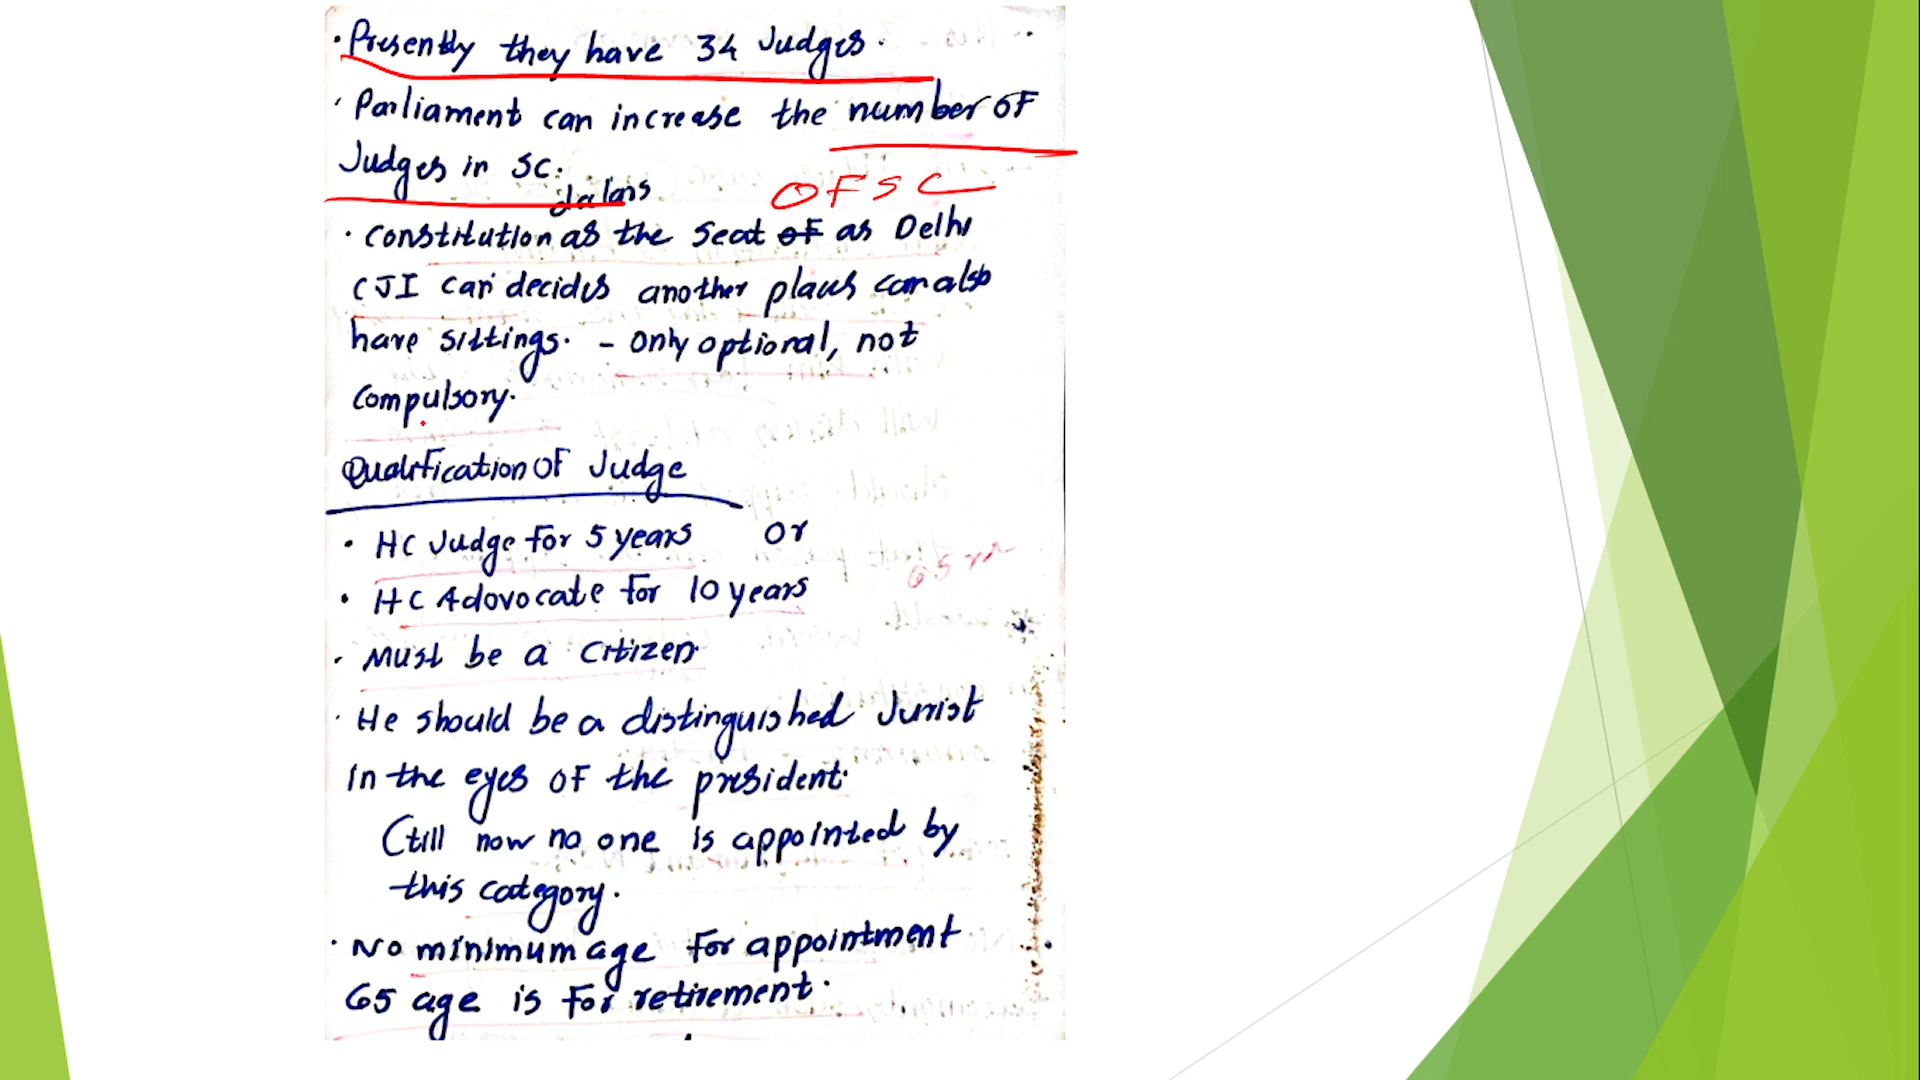 · Presently they have 34 Judges.
· Parliament can increase the number of
Judges in SC.
OF SC
· Constitution as the Seat of as Delhi
CJI can decides another places can also
have sittings. - only optional, not
compulsory.
Qualification of Judge
· HC Judge for 5 years or
· HC Adovocate for 10 years
65
· Must be a Citizen
· He should be a distinguished Jurist
in the eyes of the president.
(till now no one is appointed by
this category.
· No minimum age for appointment
65 age is for retirement.